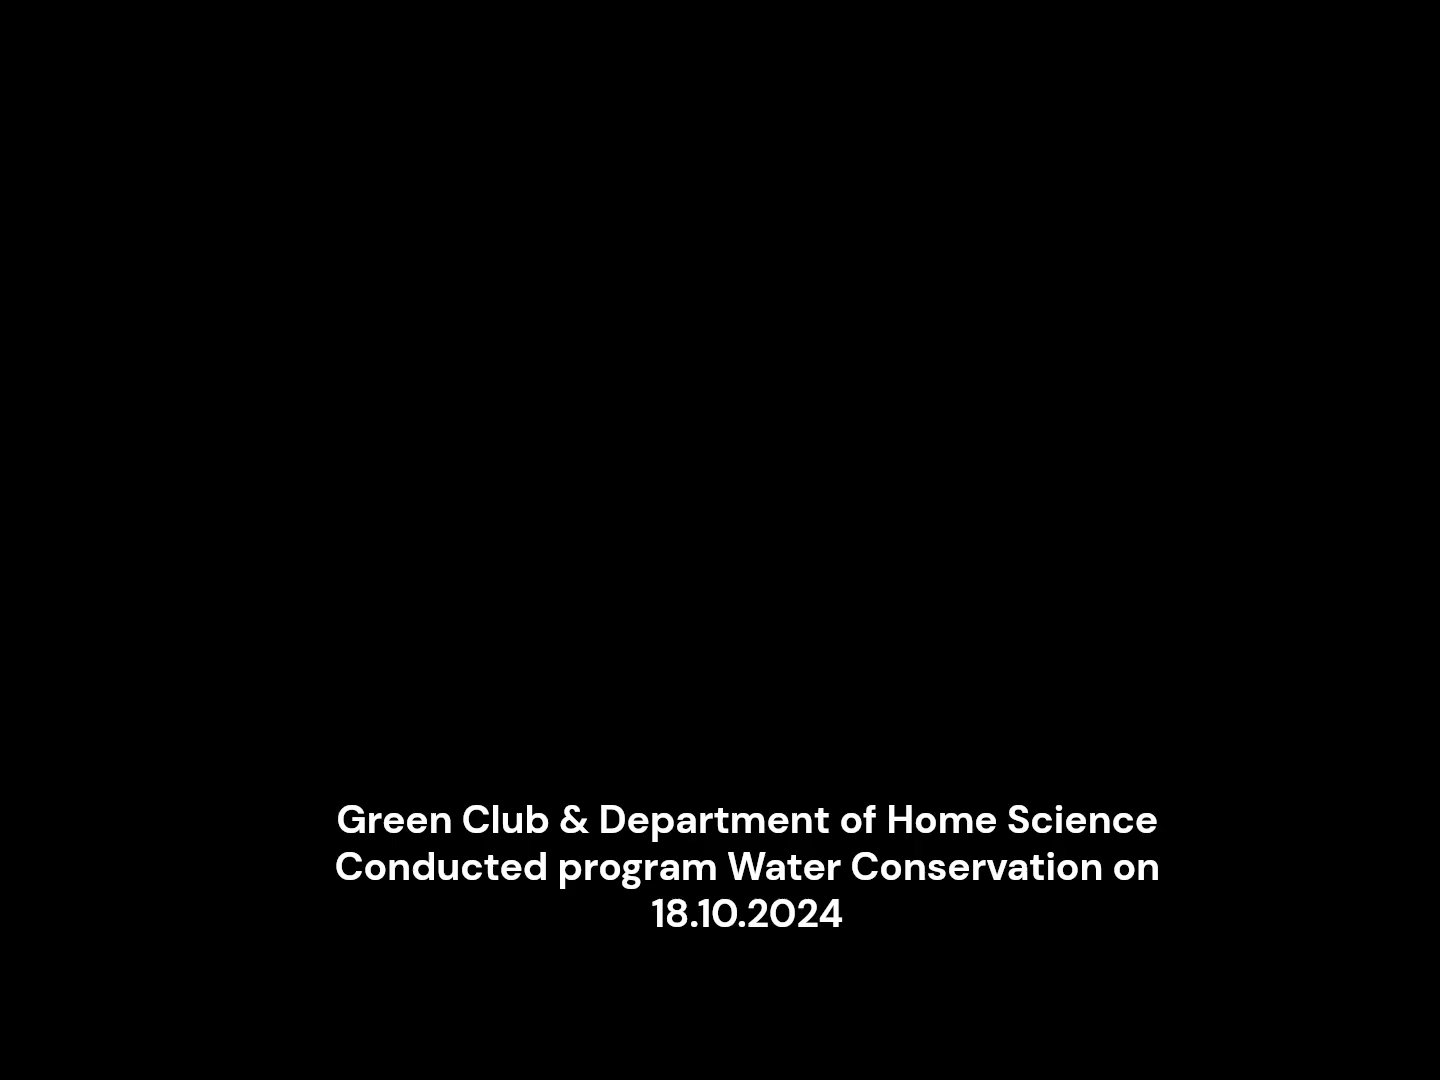 Green Club & Department of Home Science
Conducted program Water Conservation on
18.10.2024